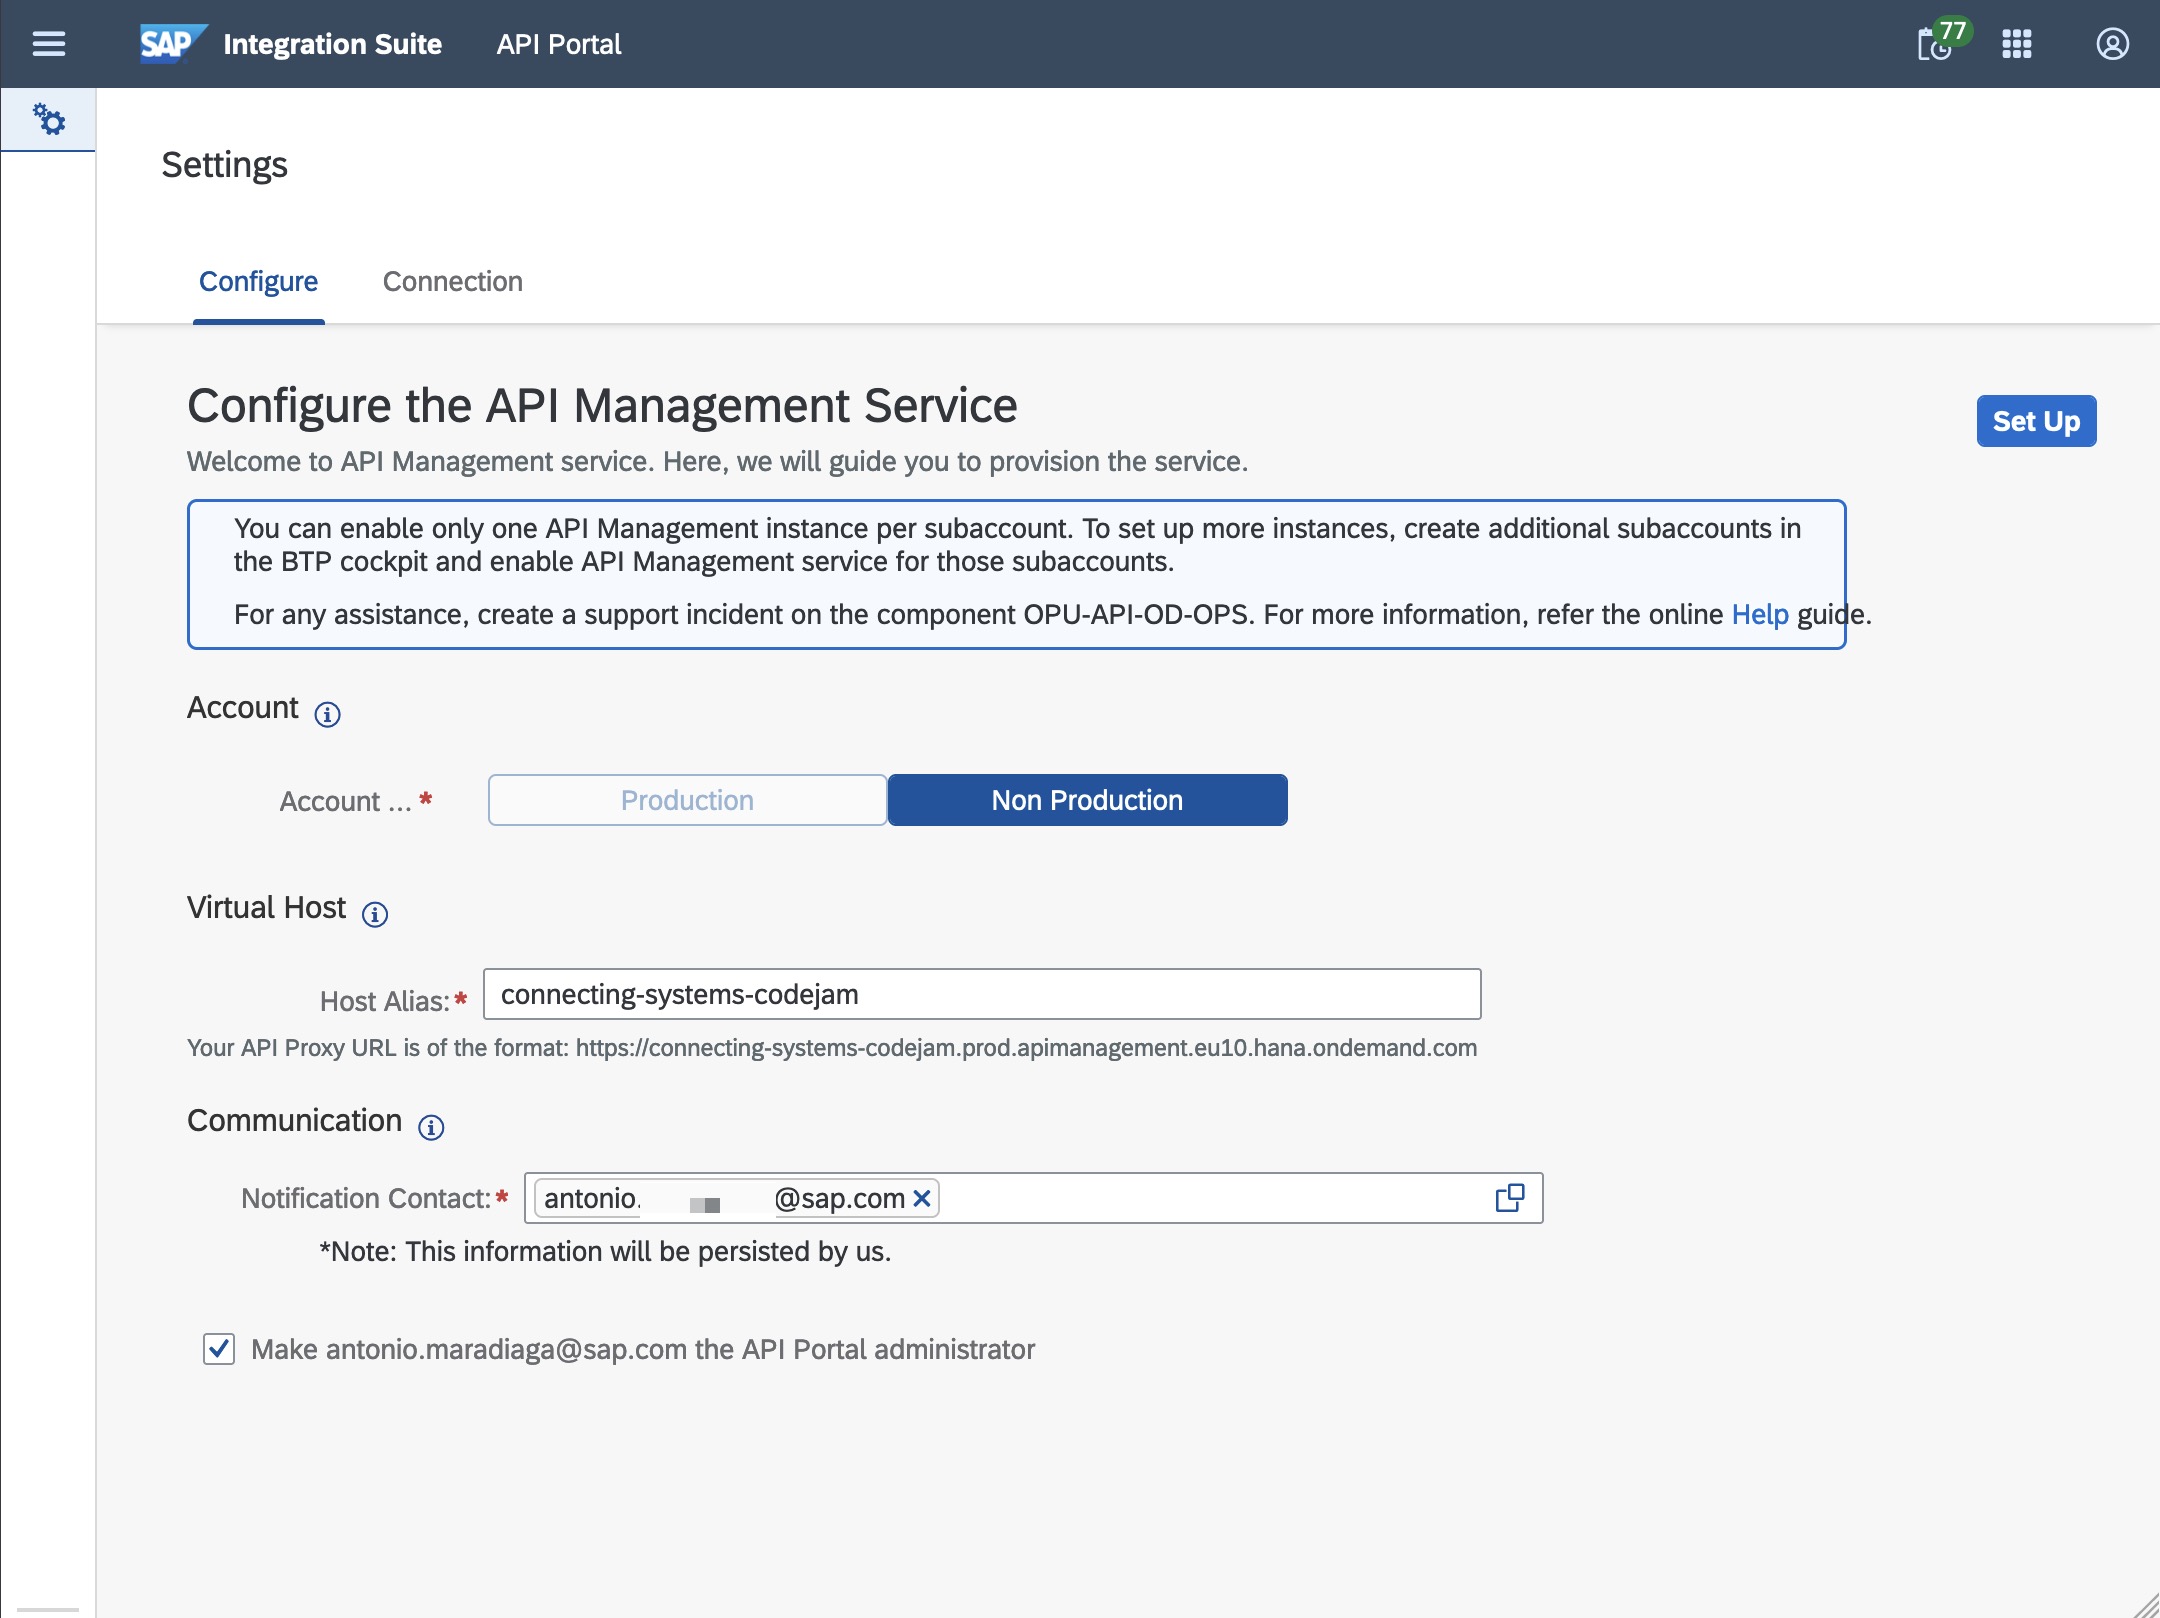 SAP Integration Suite API Portal 77
Settings
Configure Connection
Configure the API Management Service
Set Up
Welcome to API Management service. Here, we will guide you to provision the service.
You can enable only one API Management instance per subaccount. To set up more instances, create additional subaccounts in
the BTP cockpit and enable API Management service for those subaccounts.
For any assistance, create a support incident on the component OPU-API-OD-OPS. For more information, refer the online Help guide.
Account
Account ... * Production Non Production
Virtual Host
Host Alias:* connecting-systems-codejam
Your API Proxy URL is of the format: https://connecting-systems-codejam.prod.apimanagement.eu10.hana.ondemand.com
Communication
Notification Contact:* antonio. @sap.com
*Note: This information will be persisted by us.
Make antonio.maradiaga@sap.com the API Portal administrator